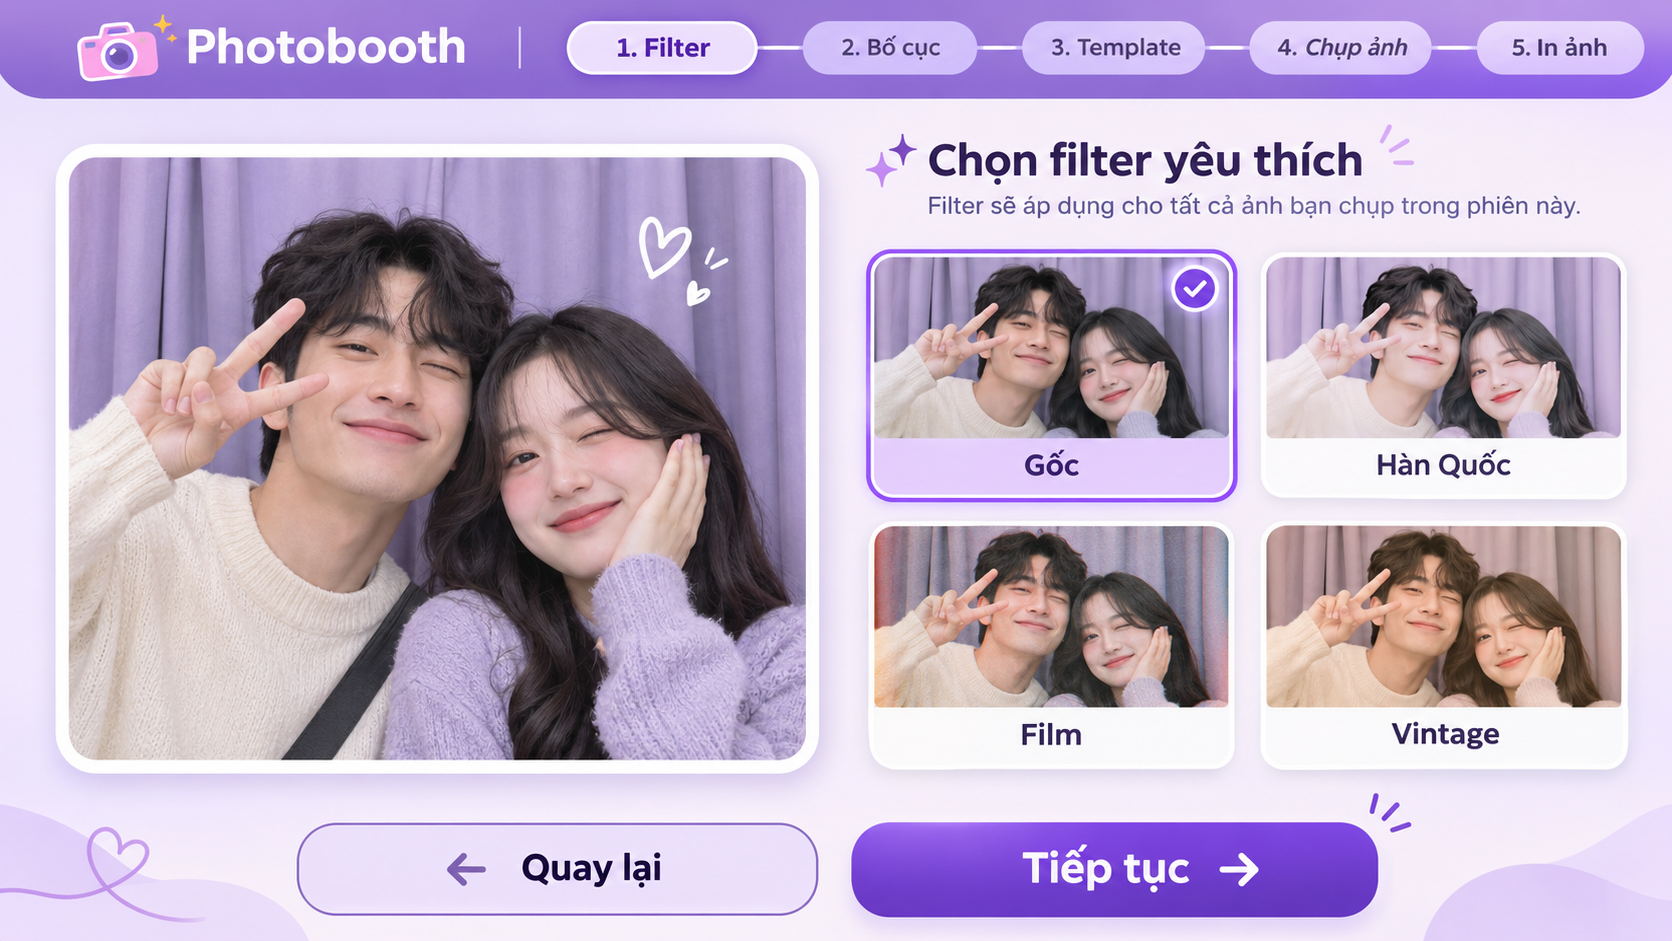 Photobooth
1. Filter
2. Bố cục
3. Template
4. Chụp ảnh
5. In ảnh
Chọn filter yêu thích
Filter sẽ áp dụng cho tất cả ảnh bạn chụp trong phiên này.
Gốc
Hàn Quốc
Film
Vintage
← Quay lại
Tiếp tục →